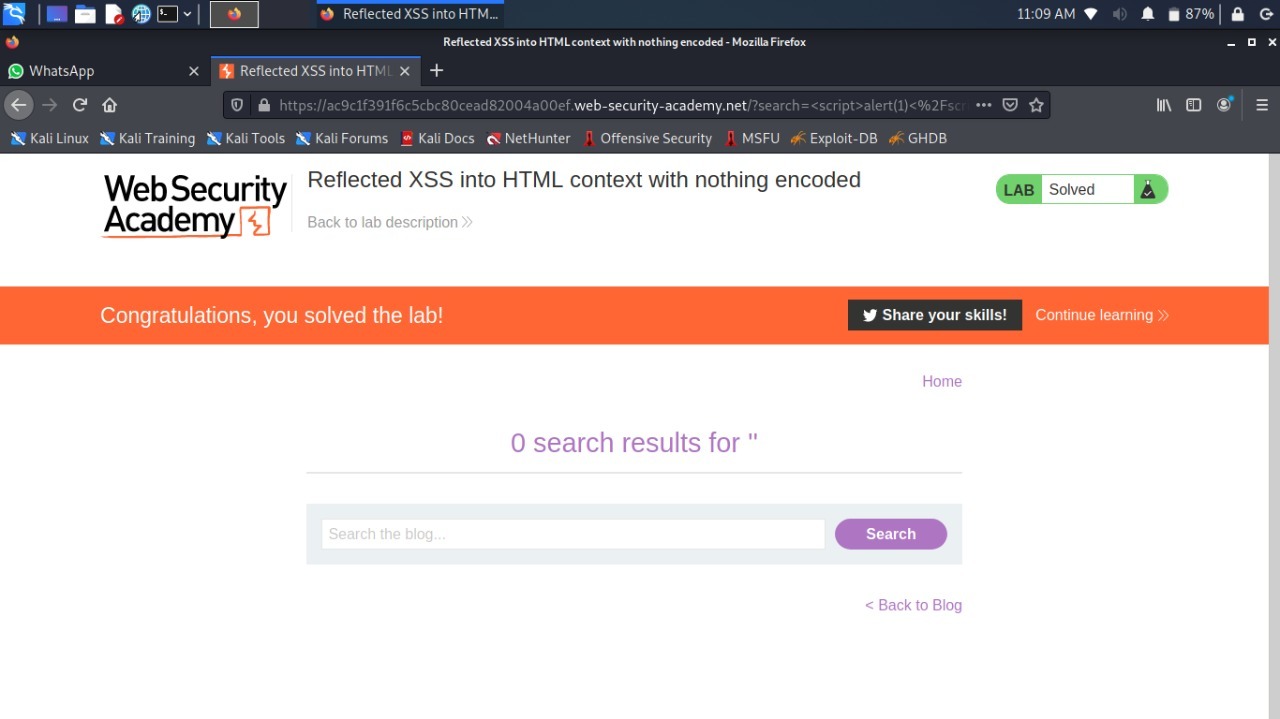 Reflected XSS into HTM...
11:09 AM
87%
Reflected XSS into HTML context with nothing encoded - Mozilla Firefox
WhatsApp
Reflected XSS into HTML
https://ac9c1f391f6c5cbc80cead82004a00ef.web-security-academy.net/?search=<script>alert(1)<%2Fscr
Kali Linux
Kali Training
Kali Tools
Kali Forums
Kali Docs
NetHunter
Offensive Security
MSFU
Exploit-DB
GHDB
Web Security
Academy
Reflected XSS into HTML context with nothing encoded
LAB
Solved
Back to lab description
Congratulations, you solved the lab!
Share your skills!
Continue learning
Home
0 search results for ''
Search the blog...
Search
< Back to Blog